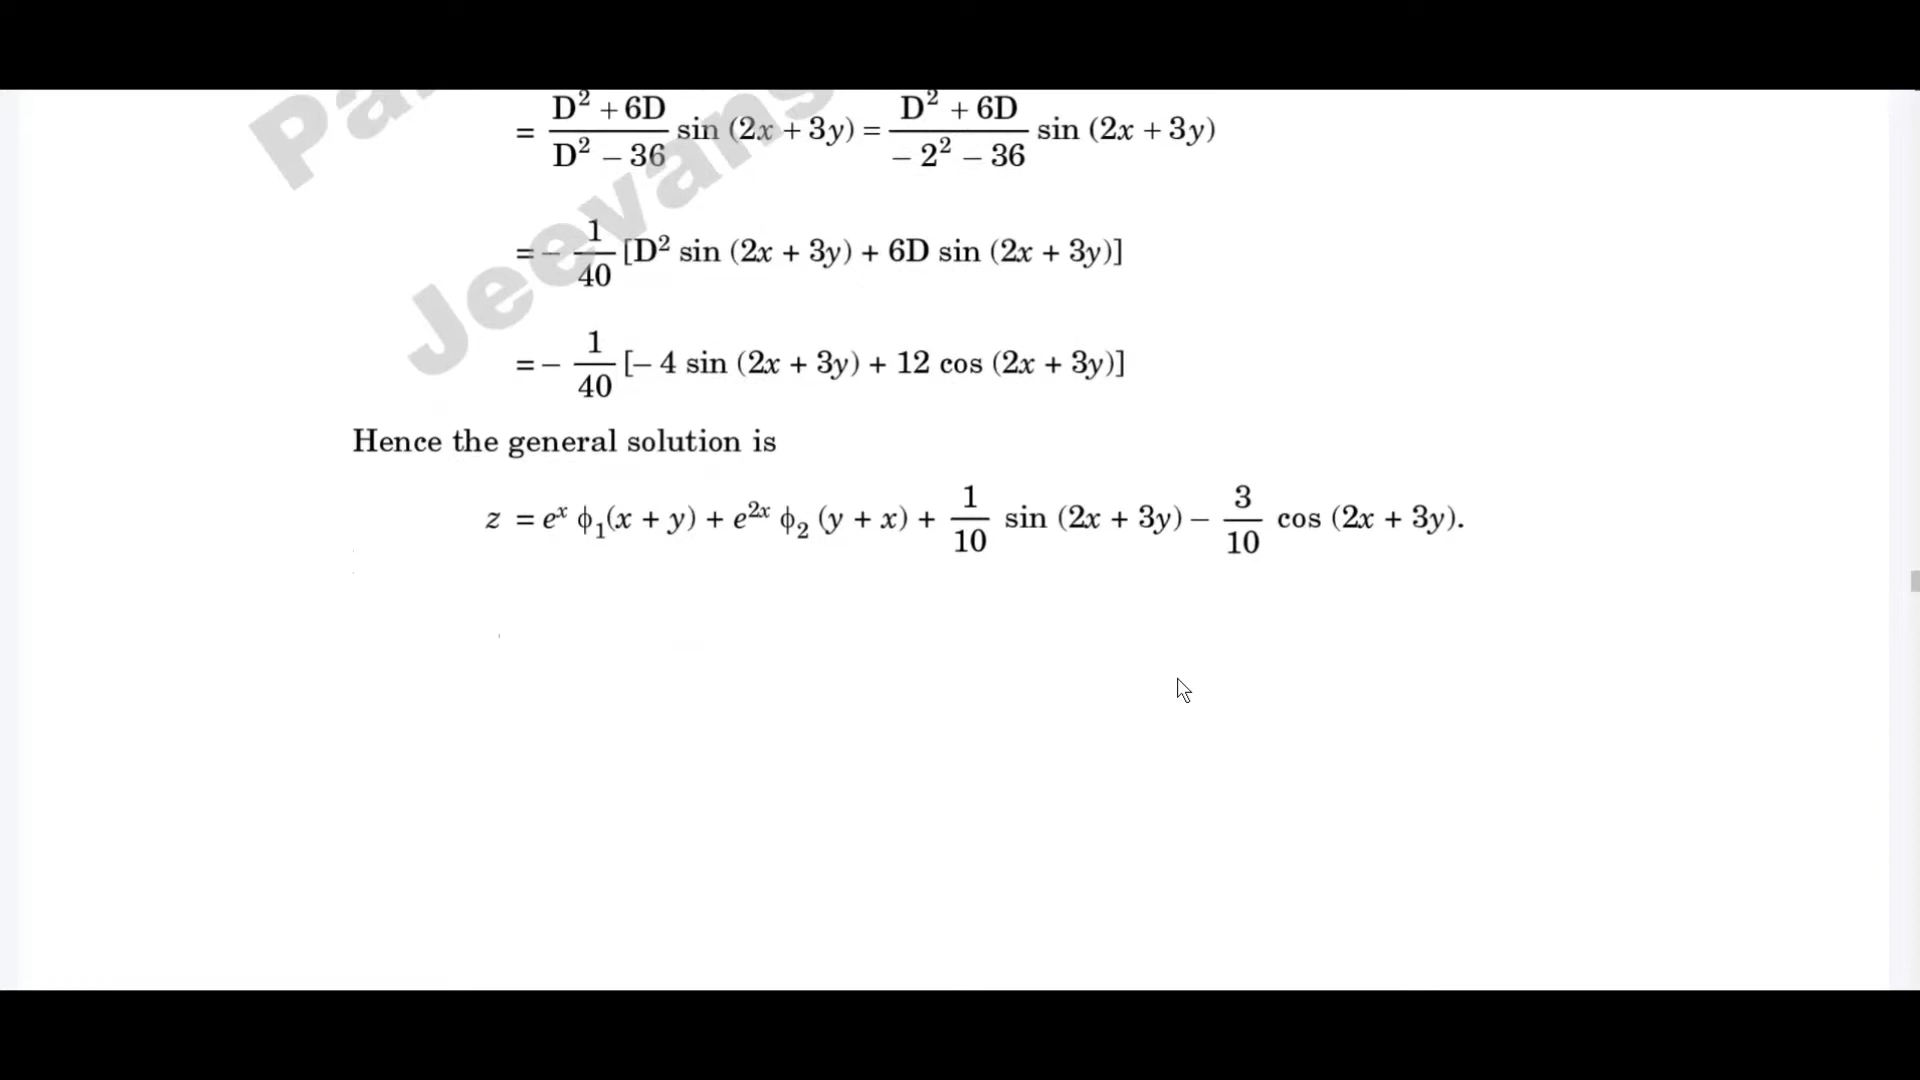 = D² + 6D / D² – 36 sin (2x + 3y) = D² + 6D / – 2² – 36 sin (2x + 3y)
= – 1/40 [D² sin (2x + 3y) + 6D sin (2x + 3y)]
= – 1/40 [– 4 sin (2x + 3y) + 12 cos (2x + 3y)]
Hence the general solution is
z = eˣ ϕ₁(x + y) + e²ˣ ϕ₂ (y + x) + 1/10 sin (2x + 3y) – 3/10 cos (2x + 3y).